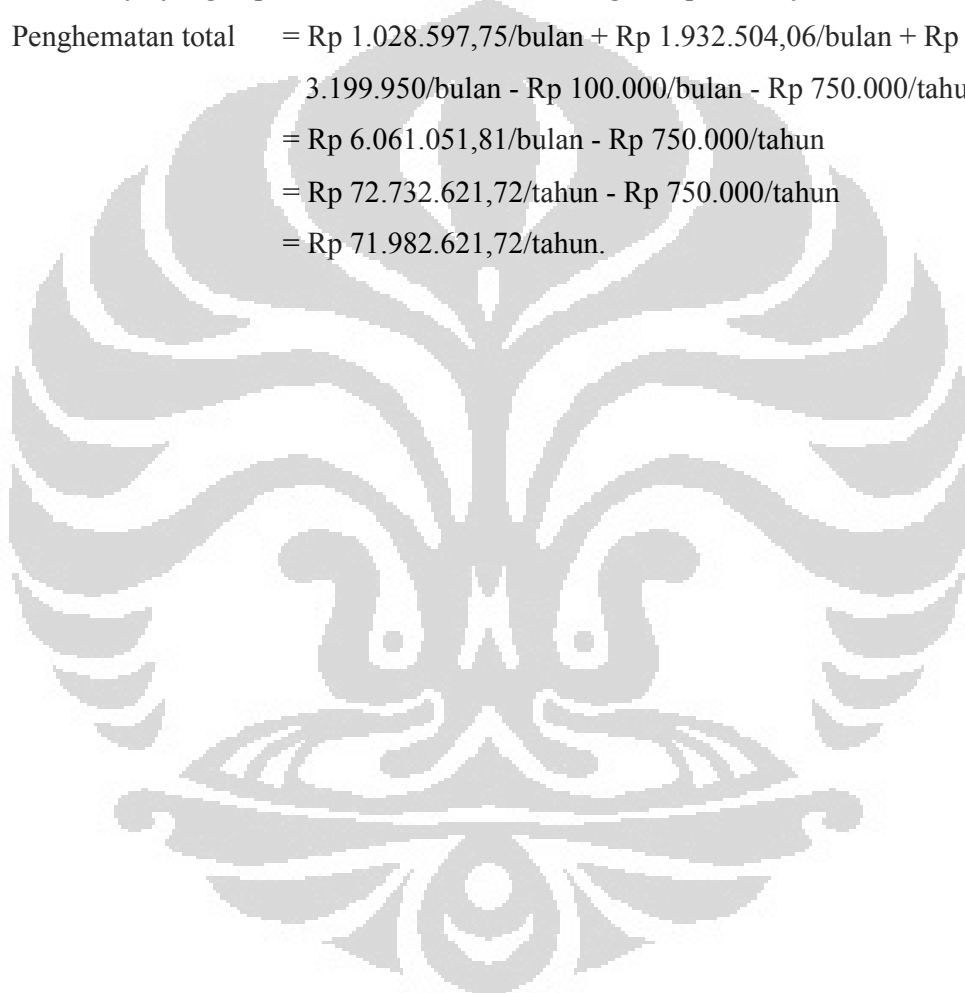 Penghematan total = Rp 1.028.597,75/bulan + Rp 1.932.504,06/bulan + Rp
3.199.950/bulan - Rp 100.000/bulan - Rp 750.000/tahu
= Rp 6.061.051,81/bulan - Rp 750.000/tahun
= Rp 72.732.621,72/tahun - Rp 750.000/tahun
= Rp 71.982.621,72/tahun.